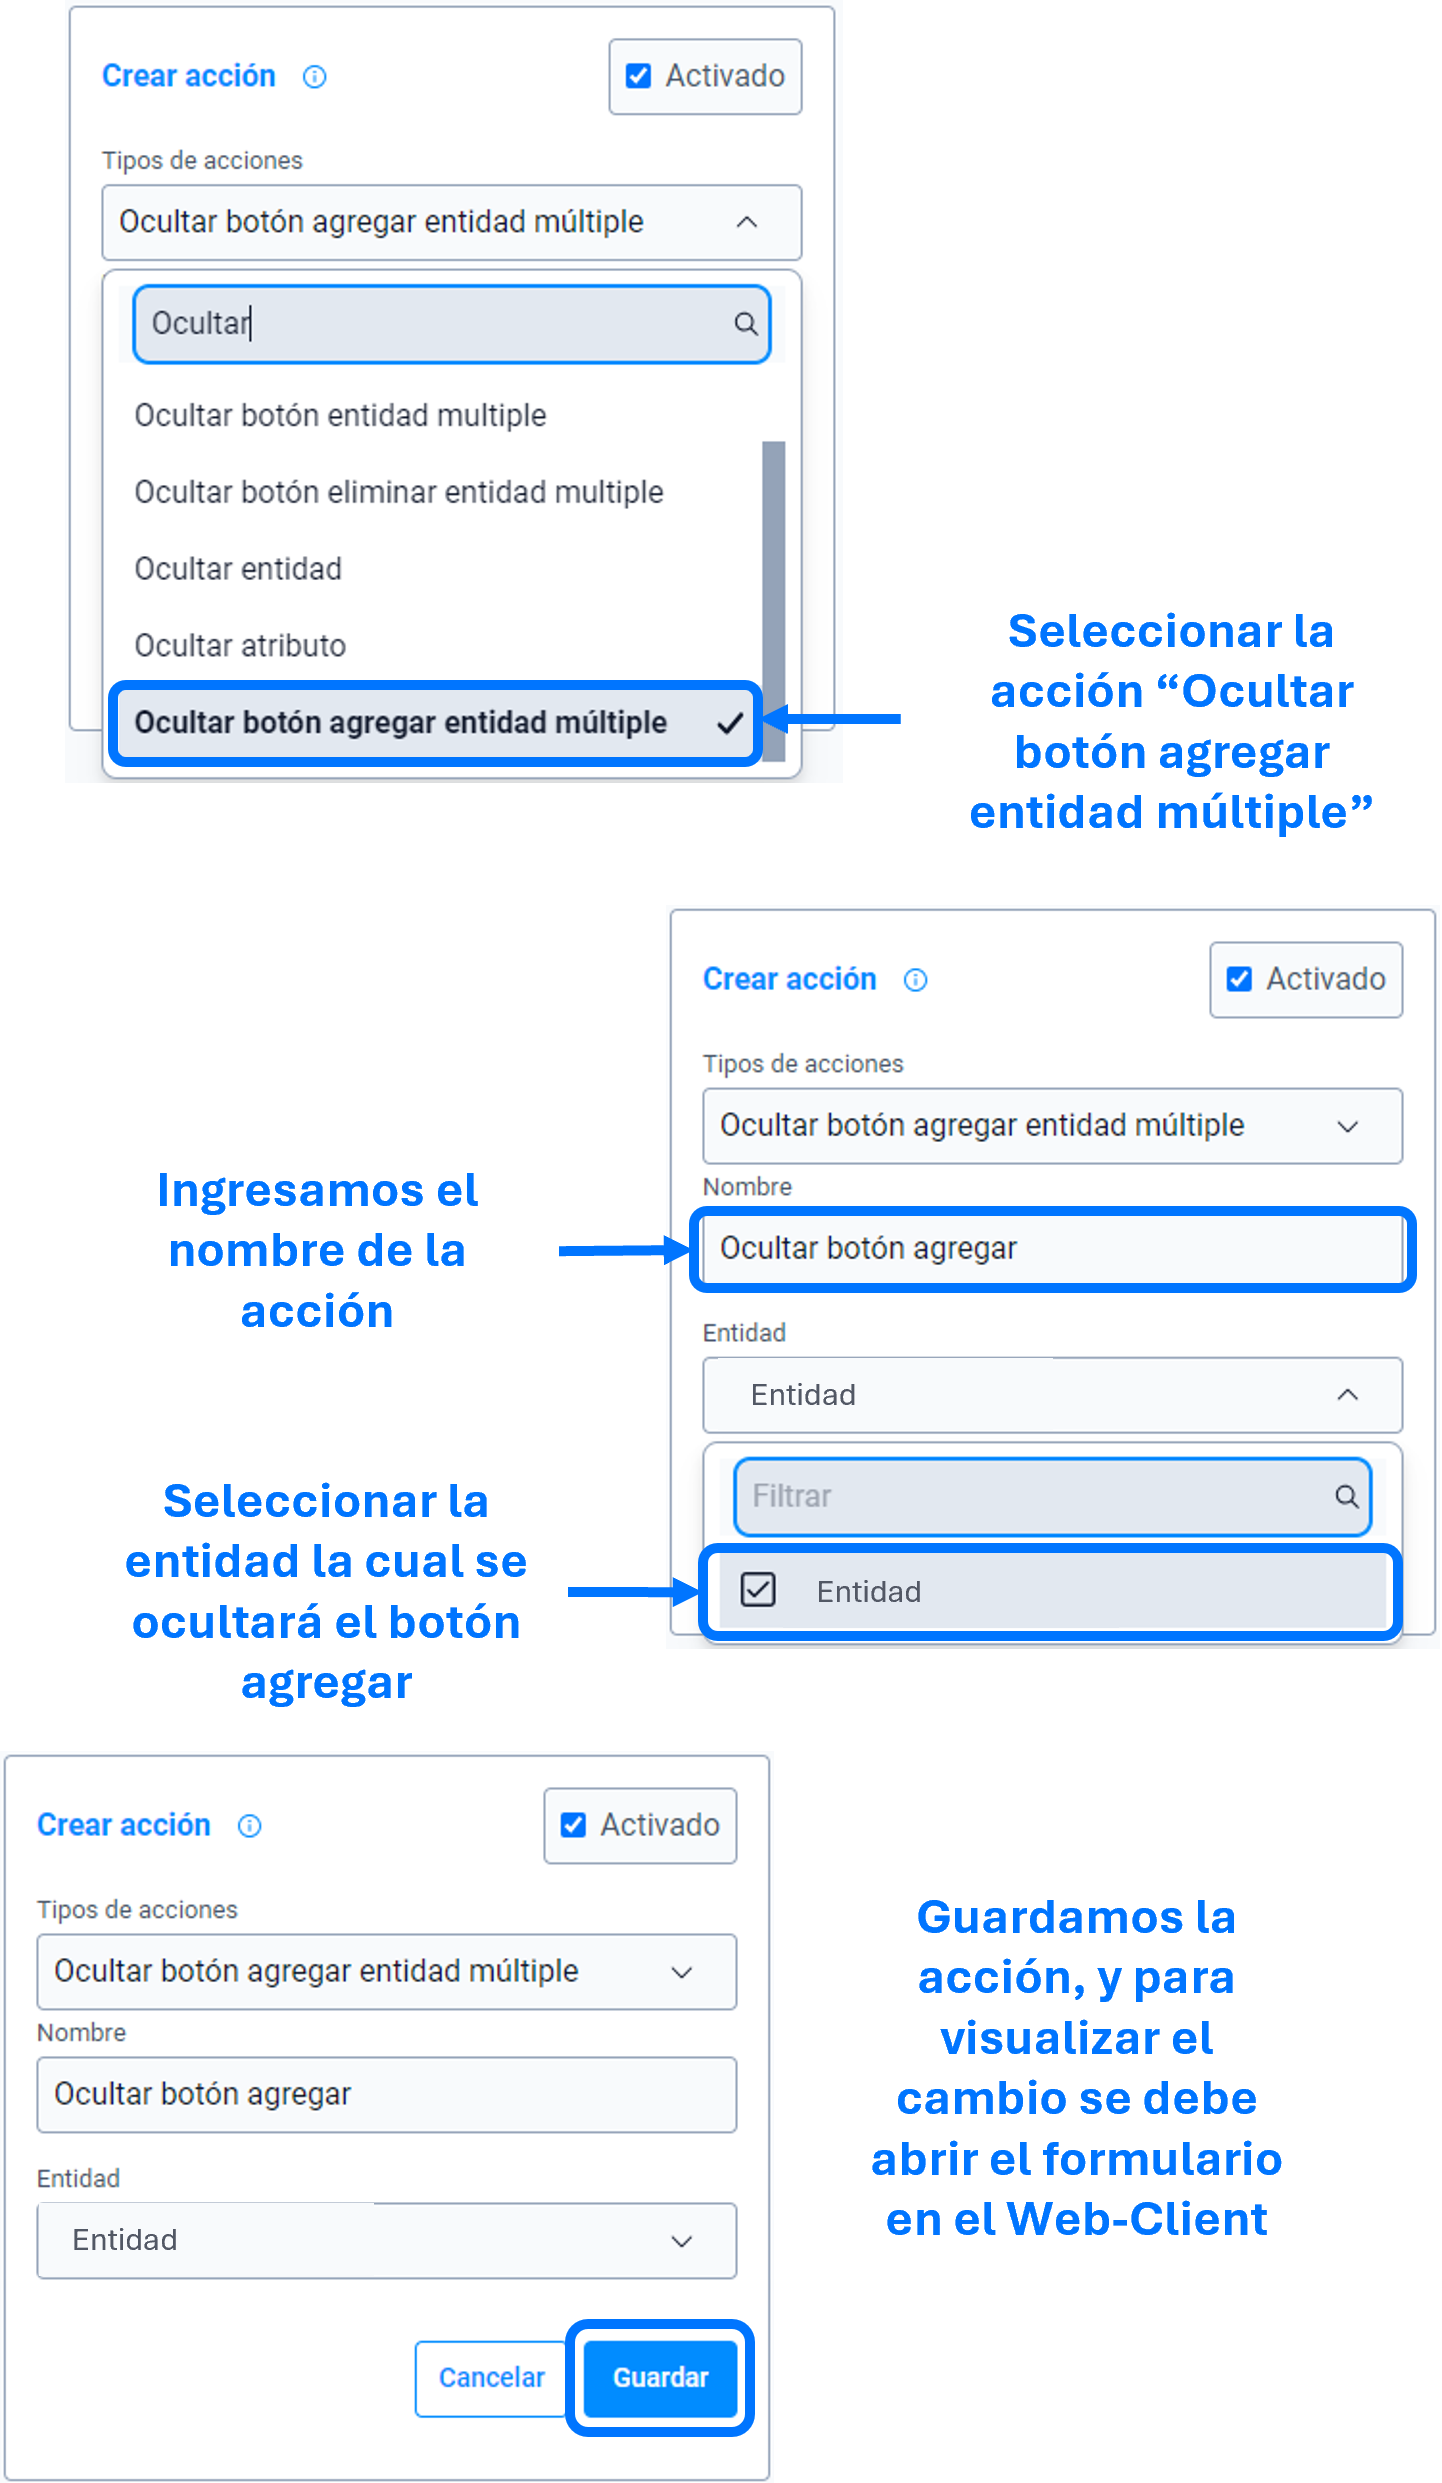 Crear acción
Activado
Tipos de acciones
Ocultar botón agregar entidad múltiple
Ocultar
Ocultar botón entidad multiple
Ocultar botón eliminar entidad multiple
Ocultar entidad
Ocultar atributo
Ocultar botón agregar entidad múltiple
Seleccionar la
acción “Ocultar
botón agregar
entidad múltiple”
Crear acción
Activado
Tipos de acciones
Ocultar botón agregar entidad múltiple
Nombre
Ocultar botón agregar
Ingresamos el
nombre de la
acción
Entidad
Entidad
Filtrar
Entidad
Seleccionar la
entidad la cual se
ocultará el botón
agregar
Crear acción
Activado
Tipos de acciones
Ocultar botón agregar entidad múltiple
Nombre
Ocultar botón agregar
Entidad
Entidad
Cancelar
Guardar
Guardamos la
acción, y para
visualizar el
cambio se debe
abrir el formulario
en el Web-Client